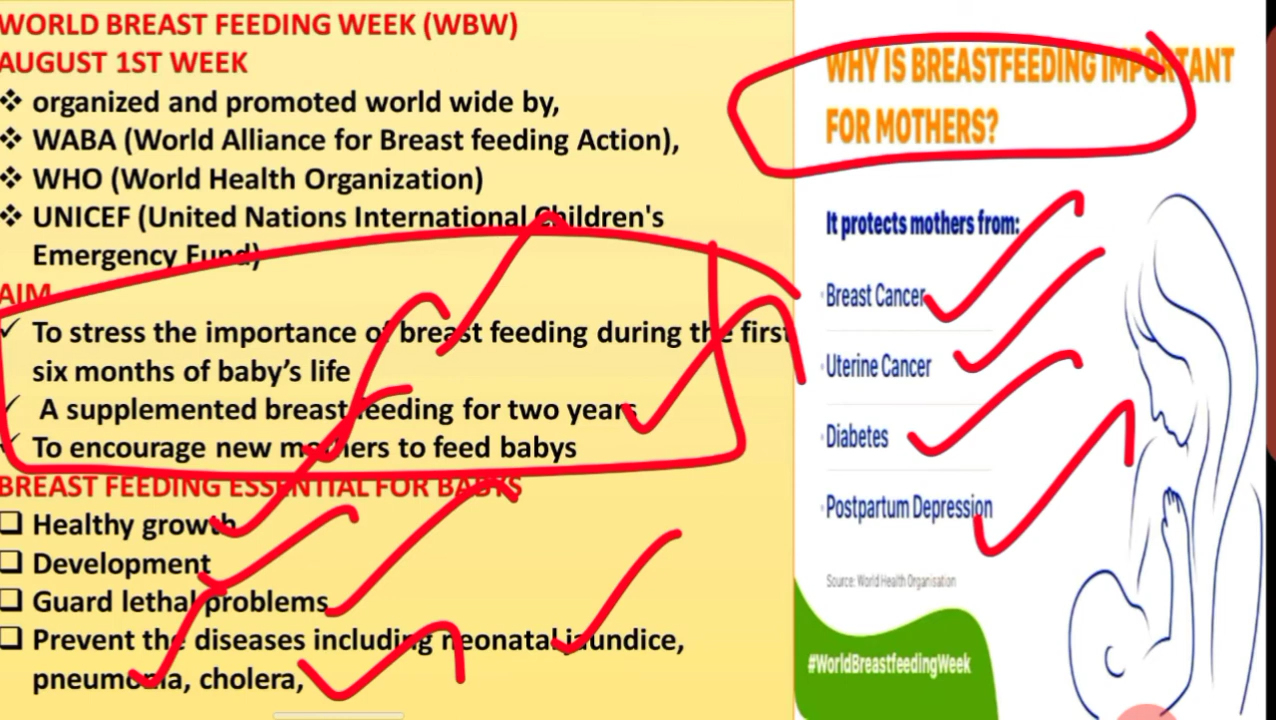 WORLD BREAST FEEDING WEEK (WBW)
AUGUST 1ST WEEK
❖ organized and promoted world wide by,
❖ WABA (World Alliance for Breast feeding Action),
❖ WHO (World Health Organization)
❖ UNICEF (United Nations International Children's
Emergency Fund)
AIM
✓ To stress the importance of breast feeding during the first
six months of baby’s life
✓ A supplemented breast feeding for two years
✓ To encourage new mothers to feed babys
BREAST FEEDING ESSENTIAL FOR BABYS
❑ Healthy growth
❑ Development
❑ Guard lethal problems
❑ Prevent the diseases including neonatal jaundice,
pneumonia, cholera,
WHY IS BREASTFEEDING IMPORTANT
FOR MOTHERS?
It protects mothers from:
Breast Cancer
Uterine Cancer
Diabetes
Postpartum Depression
Source: World Health Organisation
#WorldBreastfeedingWeek